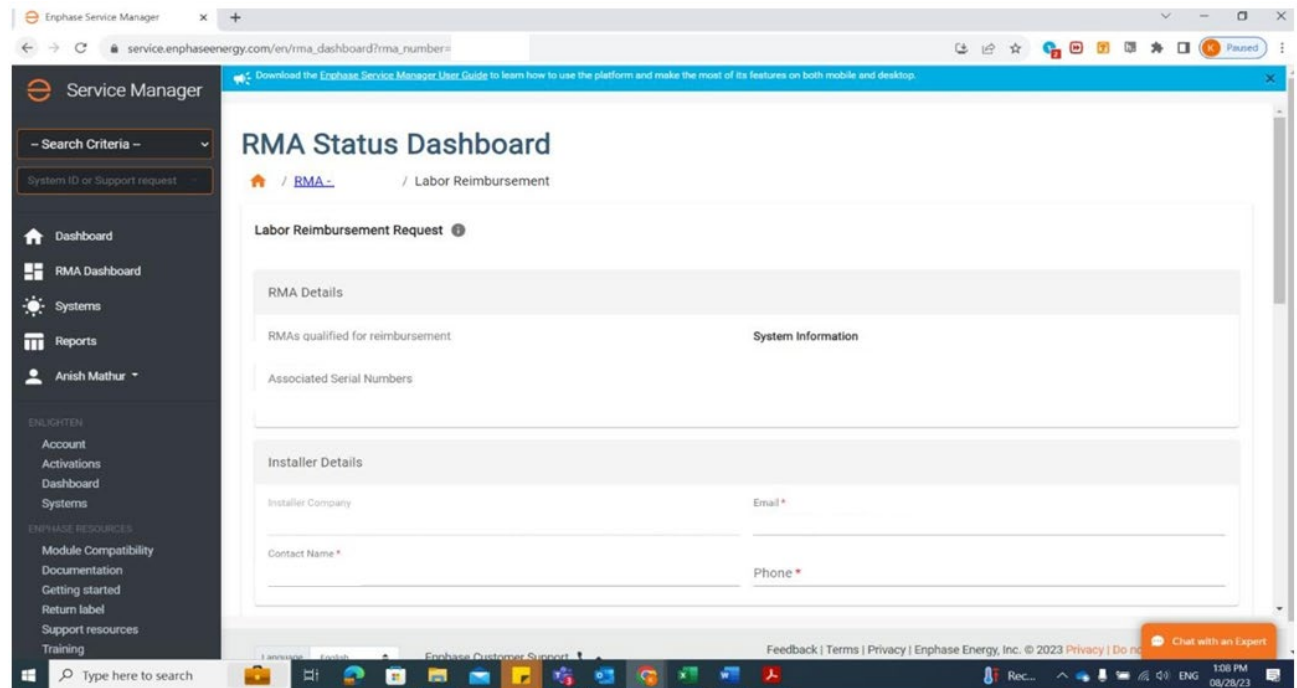 Enphase Service Manager
service.enphaseenergy.com/en/rma_dashboard?rma_number=
Paused
Service Manager
Download the Enphase Service Manager User Guide to learn how to use the platform and make the most of its features on both mobile and desktop.
-- Search Criteria --
System ID or Support request
Dashboard
RMA Dashboard
Systems
Reports
Anish Mathur
ENLIGHTEN
Account
Activations
Dashboard
Systems
ENPHASE RESOURCES
Module Compatibility
Documentation
Getting started
Return label
Support resources
Training
RMA Status Dashboard
/ RMA - / Labor Reimbursement
Labor Reimbursement Request
RMA Details
RMAs qualified for reimbursement
System Information
Associated Serial Numbers
Installer Details
Installer Company
Email *
Contact Name *
Phone *
Language English
Enphase Customer Support
Feedback | Terms | Privacy | Enphase Energy, Inc. © 2023 Privacy | Do
Chat with an Expert
Type here to search
Rec...
ENG
1:08 PM
08/28/23